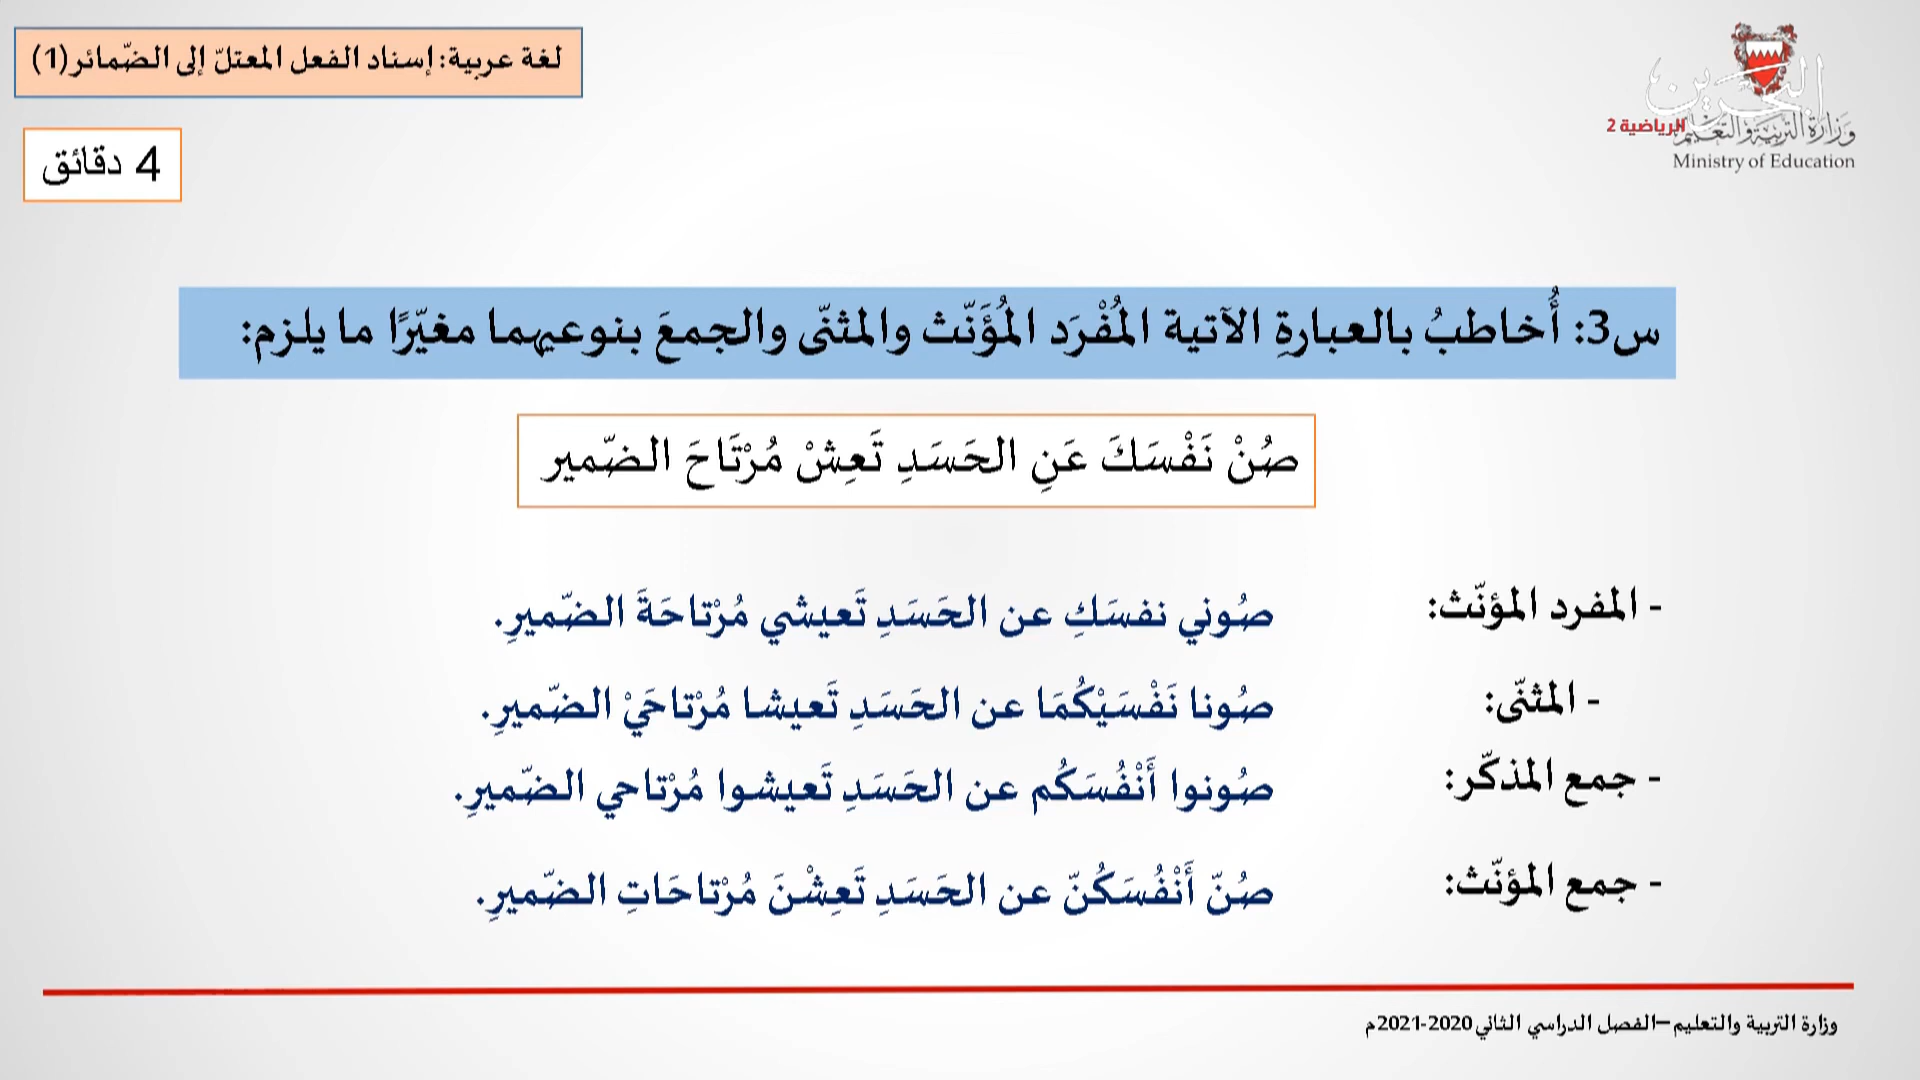 لغة عربية: إسناد الفعل المعتلّ إلى الضّمائر(1)
البحرين
الرياضية 2
وزارة التربية والتعليم
Ministry of Education
4 دقائق
س3: أُخاطبُ بالعبارةِ الآتية المُفْرَد المُؤَنّث والمثنّى والجمعَ بنوعيهما مغيّرًا ما يلزم:
صُنْ نَفْسَكَ عَنِ الحَسَدِ تَعِشْ مُرْتَاحَ الضّمير
- المفرد المؤنّث: صُوني نفسَكِ عن الحَسَدِ تَعيشي مُرْتاحَةَ الضّميرِ.
- المثنّى: صُونا نَفْسَيْكُمَا عن الحَسَدِ تَعيشا مُرْتاحَيْ الضّميرِ.
- جمع المذكّر: صُونوا أَنْفُسَكُم عن الحَسَدِ تَعيشوا مُرْتاحي الضّميرِ.
- جمع المؤنّث: صُنّ أَنْفُسَكُنّ عن الحَسَدِ تَعِشْنَ مُرْتاحَاتِ الضّميرِ.
وزارة التربية والتعليم –الفصل الدراسي الثاني 2020-2021م